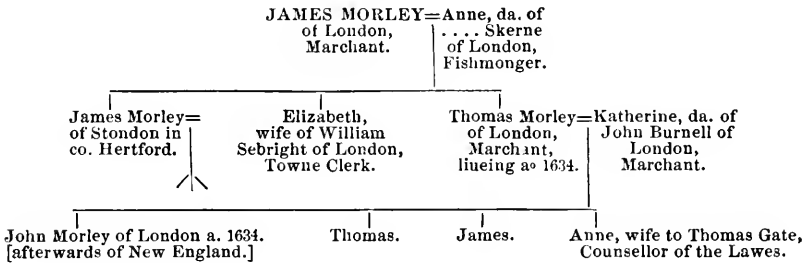 JAMES MORLEY=Anne, da. of
of London, .... Skerne
Marchant. of London,
Fishmonger.
James Morley=
of Stondon in
co. Hertford.
Elizabeth,
wife of William
Sebright of London,
Towne Clerk.
Thomas Morley=Katherine, da. of
of London, John Burnell of
Marchant, London,
liueing aº 1634. Marchant.
John Morley of London a. 1634.
[afterwards of New England.]
Thomas.
James.
Anne, wife to Thomas Gate,
Counsellor of the Lawes.